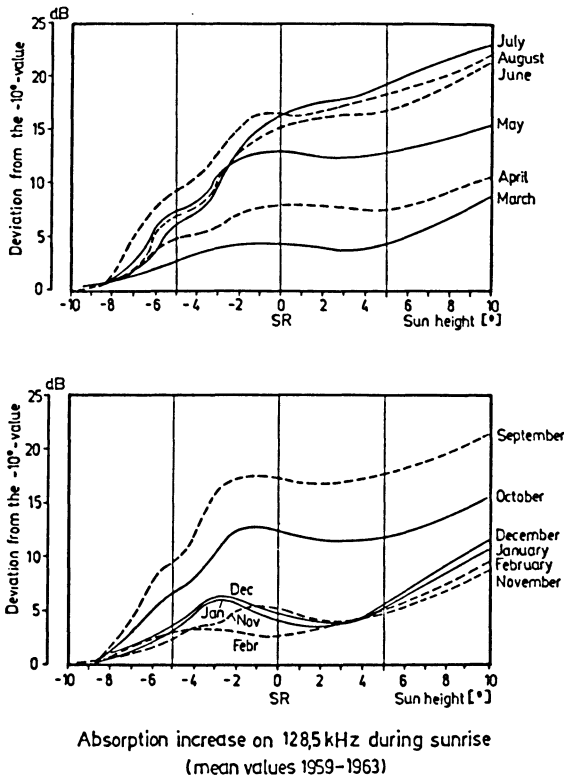 dB
Deviation from the -10°-value
25
20
15
10
5
0
July
August
June
May
April
March
-10 -8 -6 -4 -2 0 2 4 6 8 10
SR Sun height [°]
dB
Deviation from the -10°-value
25
20
15
10
5
0
September
October
December
January
February
November
Dec
Jan
Nov
Febr
-10 -8 -6 -4 -2 0 2 4 6 8 10
SR Sun height [°]
Absorption increase on 128,5 kHz during sunrise
(mean values 1959-1963)